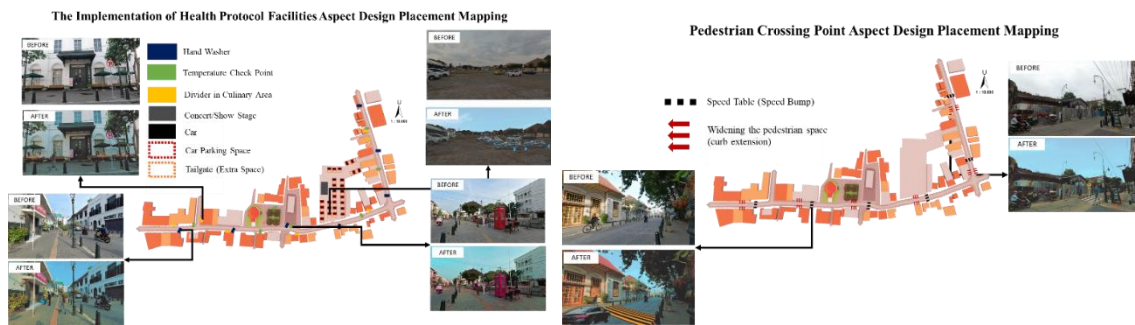 The Implementation of Health Protocol Facilities Aspect Design Placement Mapping
BEFORE
AFTER
Hand Washer
Temperature Check Point
Divider in Culinary Area
Concert/Show Stage
Car
Car Parking Space
Tailgate (Extra Space)
BEFORE
AFTER
BEFORE
AFTER
BEFORE
AFTER
U
Pedestrian Crossing Point Aspect Design Placement Mapping
Speed Table (Speed Bump)
Widening the pedestrian space
(curb extension)
U
BEFORE
AFTER
BEFORE
AFTER